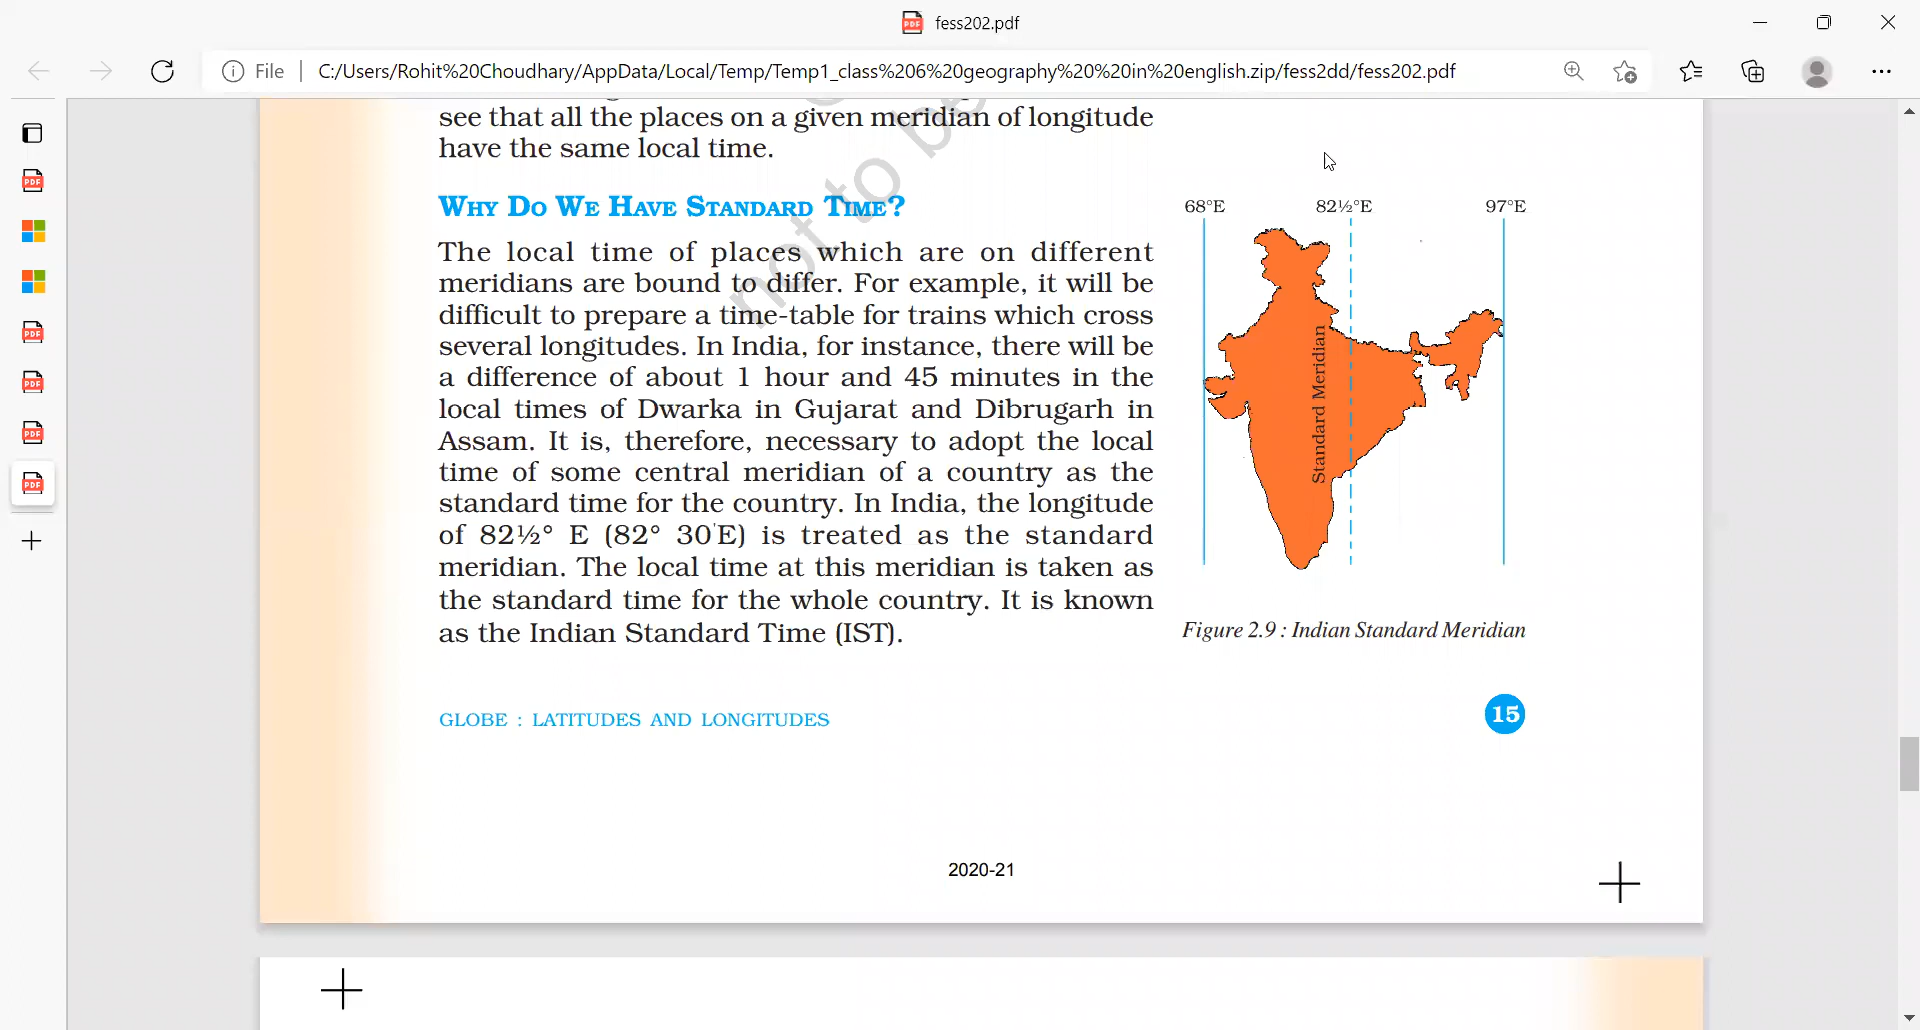 fess202.pdf
File
C:/Users/Rohit%20Choudhary/AppData/Local/Temp/Temp1_class%206%20geography%20%20in%20english.zip/fess2dd/fess202.pdf
see that all the places on a given meridian of longitude
have the same local time.
WHY DO WE HAVE STANDARD TIME?
The local time of places which are on different
meridians are bound to differ. For example, it will be
difficult to prepare a time-table for trains which cross
several longitudes. In India, for instance, there will be
a difference of about 1 hour and 45 minutes in the
local times of Dwarka in Gujarat and Dibrugarh in
Assam. It is, therefore, necessary to adopt the local
time of some central meridian of a country as the
standard time for the country. In India, the longitude
of 82½° E (82° 30'E) is treated as the standard
meridian. The local time at this meridian is taken as
the standard time for the whole country. It is known
as the Indian Standard Time (IST).
not to be
68°E 82½°E 97°E
Standard Meridian
Figure 2.9 : Indian Standard Meridian
GLOBE : LATITUDES AND LONGITUDES
15
2020-21
PDF
PDF
PDF
PDF
PDF
PDF